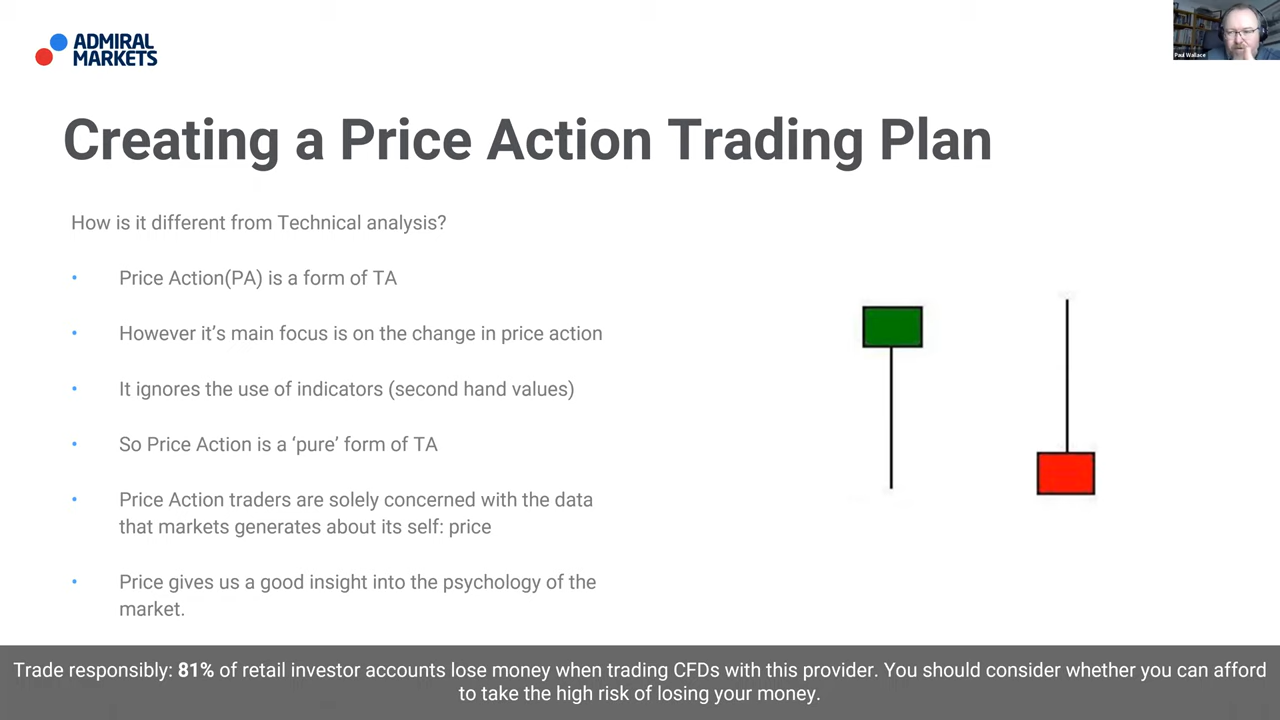 ADMIRAL
MARKETS
Paul Wallace
Creating a Price Action Trading Plan
How is it different from Technical analysis?
• Price Action(PA) is a form of TA
• However it’s main focus is on the change in price action
• It ignores the use of indicators (second hand values)
• So Price Action is a ‘pure’ form of TA
• Price Action traders are solely concerned with the data
that markets generates about its self: price
• Price gives us a good insight into the psychology of the
market.
Trade responsibly: 81% of retail investor accounts lose money when trading CFDs with this provider. You should consider whether you can afford
to take the high risk of losing your money.